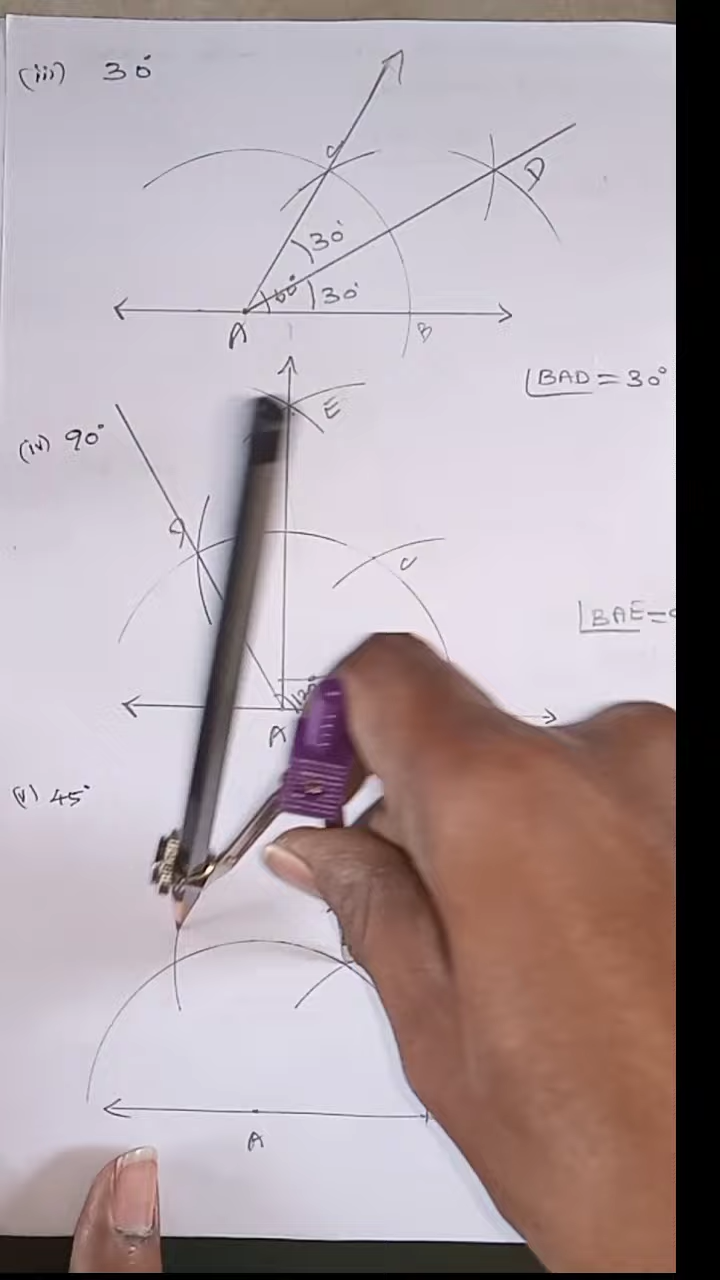 (iii) 30°
C
D
30°
60°
30°
A
B
∠BAD = 30°
E
(iv) 90°
C
∠BAE =
A
(v) 45°
A